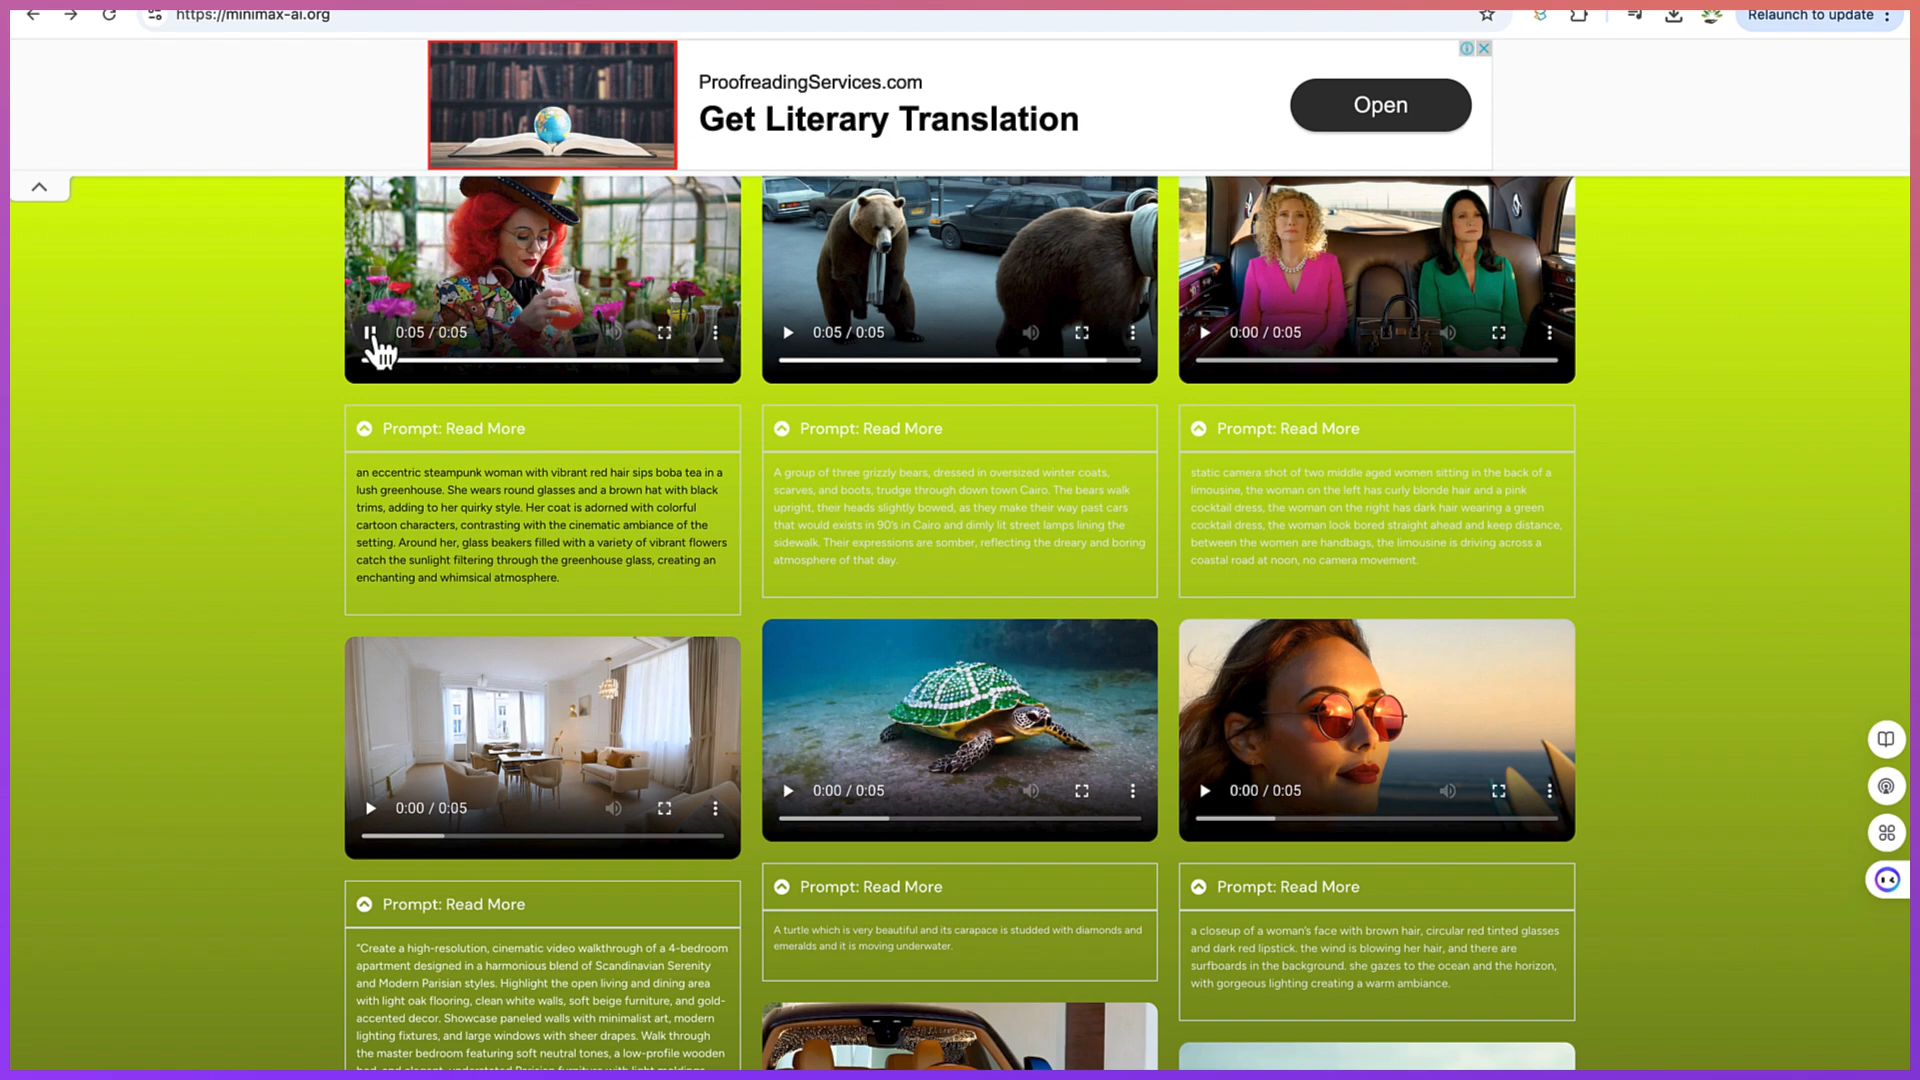 https://minimax-ai.org
Relaunch to update
ProofreadingServices.com
Get Literary Translation
Open
0:05 / 0:05
0:05 / 0:05
0:00 / 0:05
Prompt: Read More
an eccentric steampunk woman with vibrant red hair sips boba tea in a
lush greenhouse. She wears round glasses and a brown hat with black
trims, adding to her quirky style. Her coat is adorned with colorful
cartoon characters, contrasting with the cinematic ambiance of the
setting. Around her, glass beakers filled with a variety of vibrant flowers
catch the sunlight filtering through the greenhouse glass, creating an
enchanting and whimsical atmosphere.
Prompt: Read More
A group of three grizzly bears, dressed in oversized winter coats,
scarves, and boots, trudge through down town Cairo. The bears walk
upright, their heads slightly bowed, as they make their way past cars
that would exists in 90's in Cairo and dimly lit street lamps lining the
sidewalk. Their expressions are somber, reflecting the dreary and boring
atmosphere of that day.
Prompt: Read More
static camera shot of two middle aged women sitting in the back of a
limousine, the woman on the left has curly blonde hair and a pink
cocktail dress, the woman on the right has dark hair wearing a green
cocktail dress, the woman look bored straight ahead and keep distance,
between the women are handbags, the limousine is driving across a
coastal road at noon, no camera movement.
0:00 / 0:05
0:00 / 0:05
0:00 / 0:05
Prompt: Read More
"Create a high-resolution, cinematic video walkthrough of a 4-bedroom
apartment designed in a harmonious blend of Scandinavian Serenity
and Modern Parisian styles. Highlight the open living and dining area
with light oak flooring, clean white walls, soft beige furniture, and gold-
accented decor. Showcase paneled walls with minimalist art, modern
lighting fixtures, and large windows with sheer drapes. Walk through
the master bedroom featuring soft neutral tones, a low-profile wooden
bed, and elegant, understated Parisian furniture with light moldings.
Prompt: Read More
A turtle which is very beautiful and its carapace is studded with diamonds and
emeralds and it is moving underwater.
Prompt: Read More
a closeup of a woman's face with brown hair, circular red tinted glasses
and dark red lipstick. the wind is blowing her hair, and there are
surfboards in the background. she gazes to the ocean and the horizon,
with gorgeous lighting creating a warm ambiance.